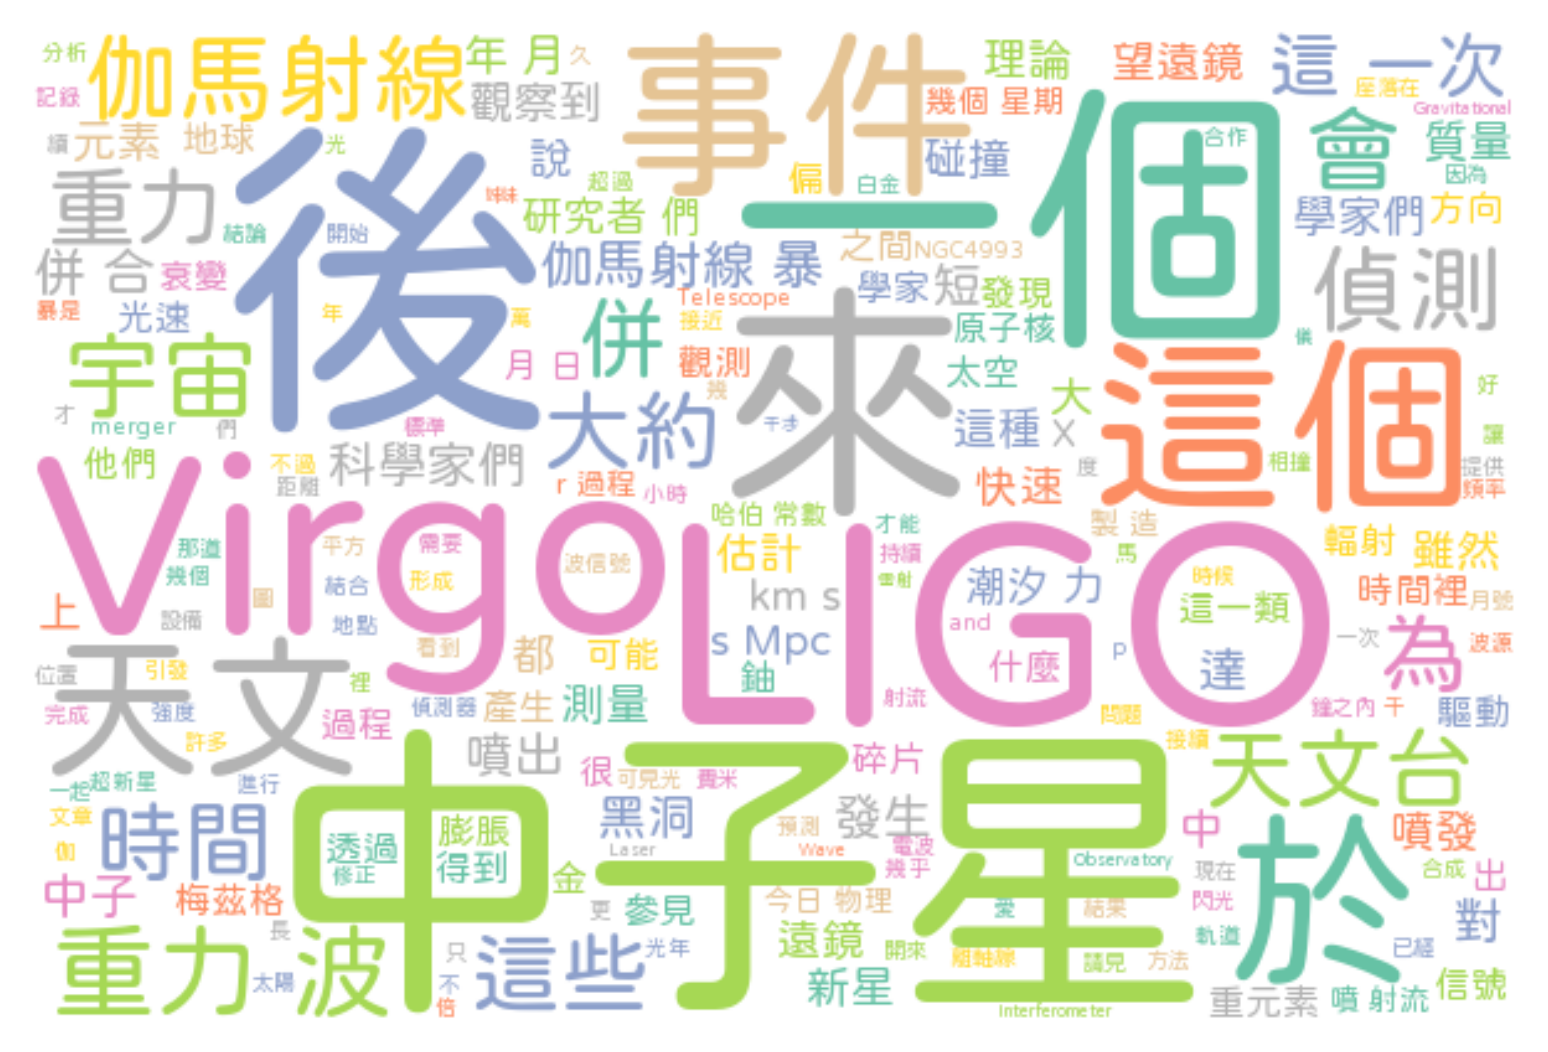 分析
伽馬射線
年 月
久
事件
理論
望遠鏡
這 一次
座落在
記錄
觀察到
幾個 星期
Gravitational
續
元素
地球
光
說
碰撞
合作
會
質量
後
超過
偏
白金
一個
因為
重力
姊妹
研究者 們
學家們
方向
結論
開始
之間
NGC4993
併 合
衰變
伽馬射線 暴
學家
短
發現
偵測
暴是
光速
年
萬
Telescope
接近
來
原子核
宇宙
併
月 日
觀測
太空
這個
幾
大
好
才
merger
們
標準
大約
干涉
這種
X
讓
他們
不過
距離
科學家們
r 過程
小時
快速
度
相撞
提供
頻率
Virgo
LIGO
哈伯 常數
才能
製 造
那道
平方
需要
波信號
估計
持續
馬
輻射
雖然
幾個
結合
形成
km s
雷射
潮汐 力
時候
這一類
時間裡
月號
上
設備
圖
地點
s Mpc
and
什麼
P
達
一次
為
波源
天文
看到
都
可能
鈾
位置
引發
裡
偵測器
產生
測量
射流
完成
強度
過程
問題
鐘之內
千
驅動
許多
噴出
中子星
碎片
接續
天文台
一起
超新星
進行
很
可見光
費米
文章
時間
透過
膨脹
黑洞
預測
發生
中
噴發
伽
修正
得到
Laser
Wave
電波
幾乎
Observatory
於
現在
合成
出
中子
梅茲格
金
更
參見
今日 物理
愛
結果
閃光
對
重力 波
長
只
這些
光年
遠鏡
開來
離軸線
請見
方法
軌道
已經
太陽
不
倍
新星
Interferometer
重元素
噴 射流
信號